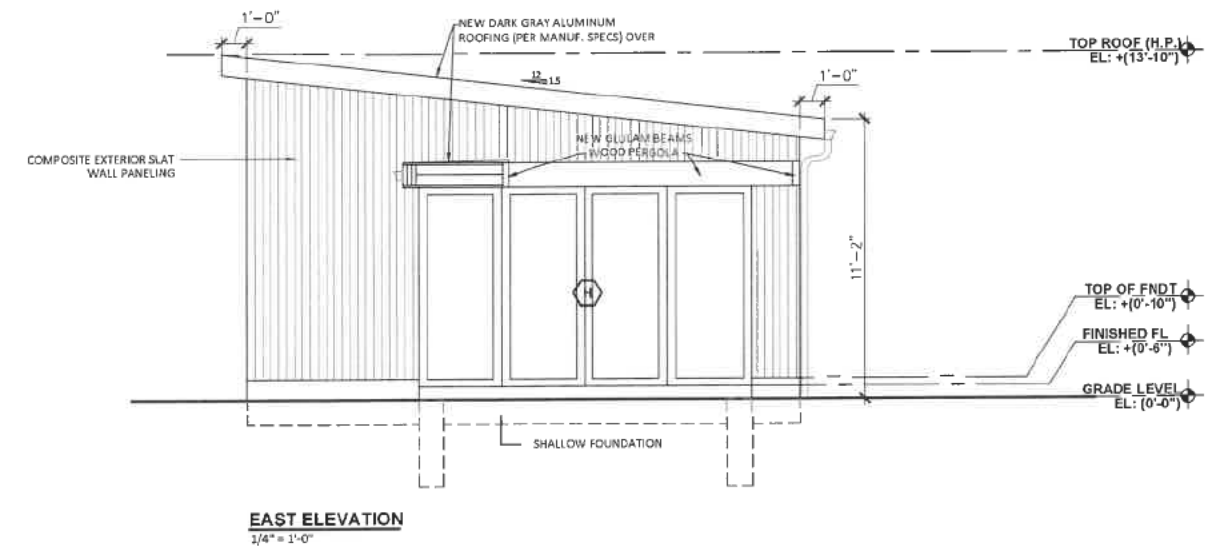 1'-0"
NEW DARK GRAY ALUMINUM
ROOFING (PER MANUF. SPECS) OVER
TOP ROOF (H.P.)
EL: +(13'-10")
12
1.5
1'-0"
NEW GLULAM BEAMS
WOOD PERGOLA
COMPOSITE EXTERIOR SLAT
WALL PANELING
11'-2"
H
TOP OF FNDT
EL: +(0'-10")
FINISHED FL
EL: +(0'-6")
GRADE LEVEL
EL: (0'-0")
SHALLOW FOUNDATION
EAST ELEVATION
1/4" = 1'-0"